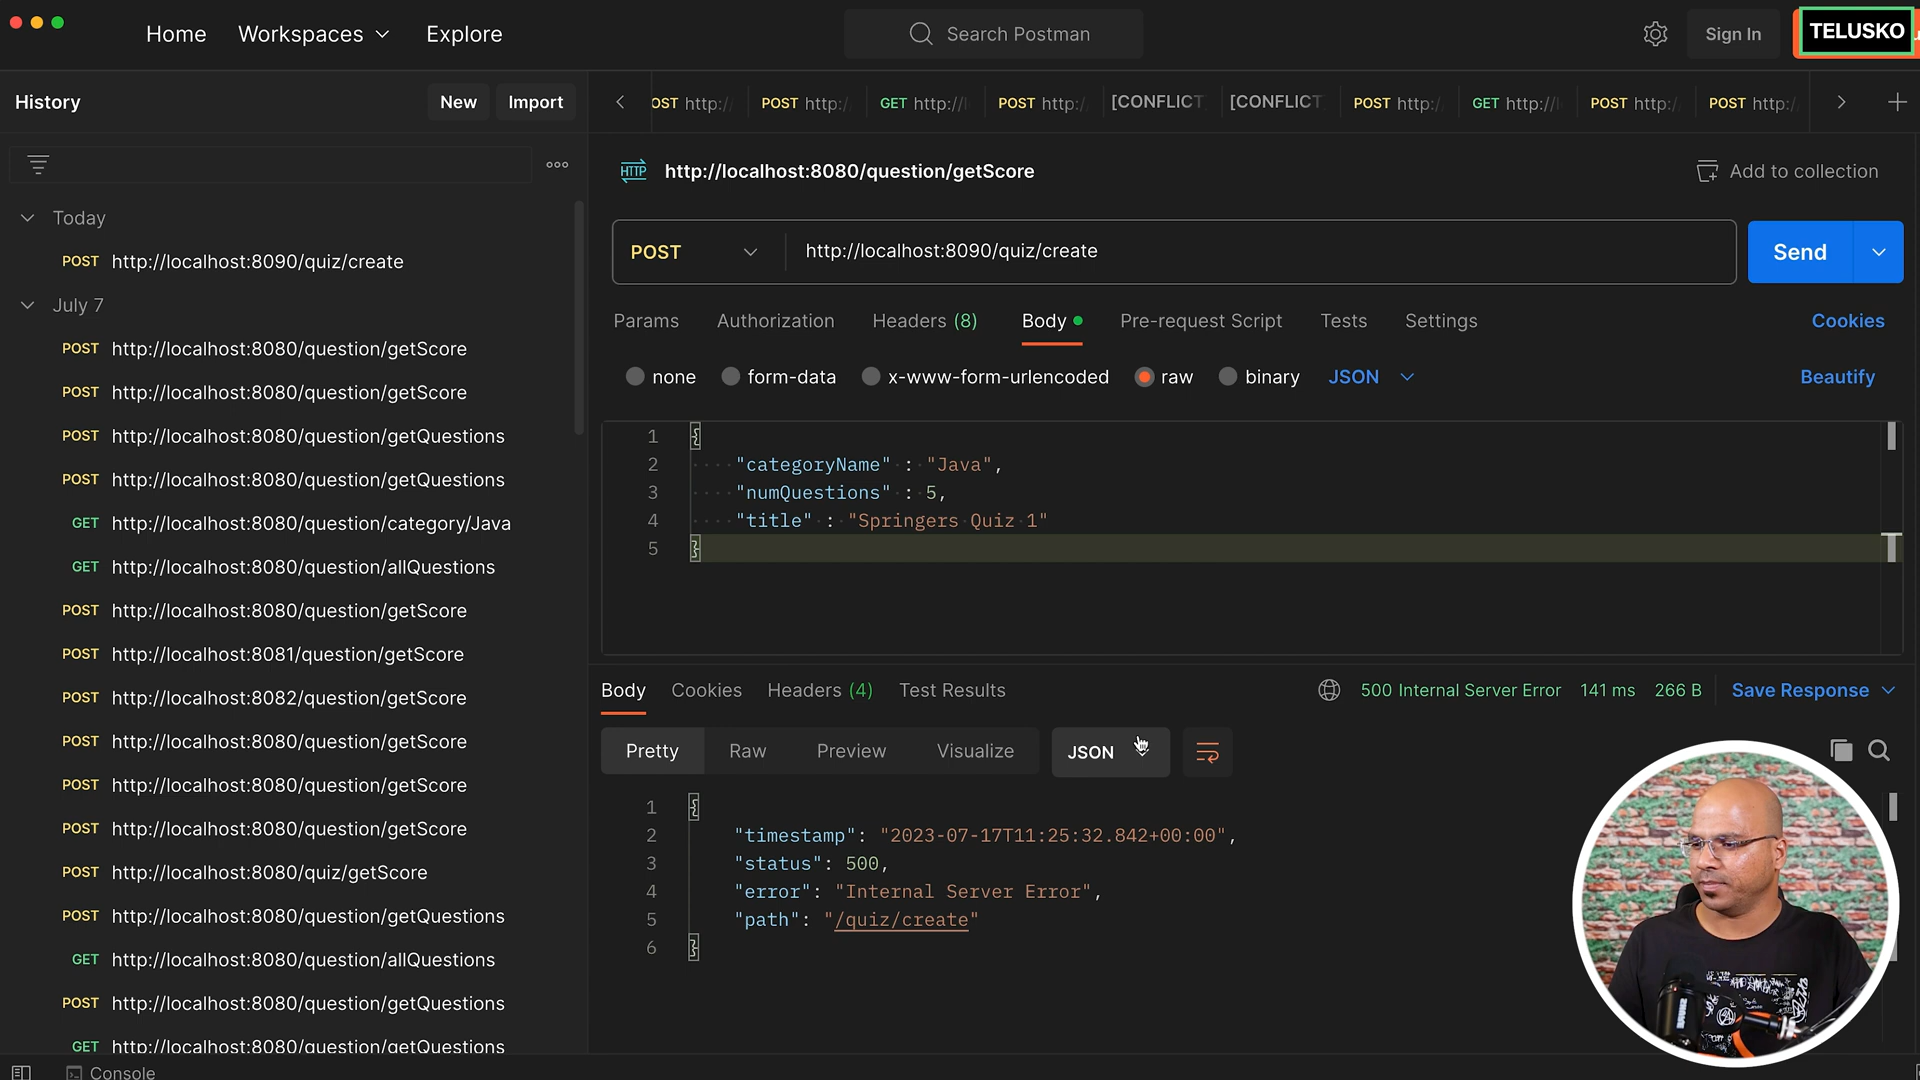 Home
Workspaces
Explore
Search Postman
Sign In
TELUSKO
History
New
Import
OST http:/
POST http:/
GET http://l
POST http:/
[CONFLICT
[CONFLICT
POST http:/
GET http://l
POST http:/
POST http:/
HTTP
http://localhost:8080/question/getScore
Add to collection
Today
POST http://localhost:8090/quiz/create
July 7
POST http://localhost:8080/question/getScore
POST http://localhost:8080/question/getScore
POST http://localhost:8080/question/getQuestions
POST http://localhost:8080/question/getQuestions
GET http://localhost:8080/question/category/Java
GET http://localhost:8080/question/allQuestions
POST http://localhost:8080/question/getScore
POST http://localhost:8081/question/getScore
POST http://localhost:8082/question/getScore
POST http://localhost:8080/question/getScore
POST http://localhost:8080/question/getScore
POST http://localhost:8080/question/getScore
POST http://localhost:8080/quiz/getScore
POST http://localhost:8080/question/getQuestions
GET http://localhost:8080/question/allQuestions
POST http://localhost:8080/question/getQuestions
GET http://localhost:8080/question/getQuestions
Console
POST
http://localhost:8090/quiz/create
Send
Params
Authorization
Headers (8)
Body
Pre-request Script
Tests
Settings
Cookies
none
form-data
x-www-form-urlencoded
raw
binary
JSON
Beautify
1 {
2 "categoryName" : "Java",
3 "numQuestions" : 5,
4 "title" : "Springers Quiz 1"
5 }
Body
Cookies
Headers (4)
Test Results
500 Internal Server Error
141 ms
266 B
Save Response
Pretty
Raw
Preview
Visualize
JSON
1 {
2 "timestamp": "2023-07-17T11:25:32.842+00:00",
3 "status": 500,
4 "error": "Internal Server Error",
5 "path": "/quiz/create"
6 }